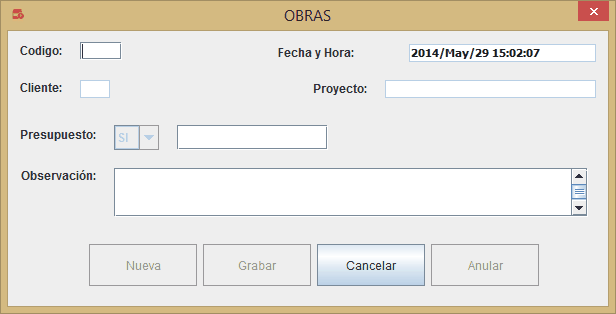 OBRAS
Codigo:
Fecha y Hora: 2014/May/29 15:02:07
Cliente:
Proyecto:
Presupuesto: SI
Observación:
Nueva Grabar Cancelar Anular